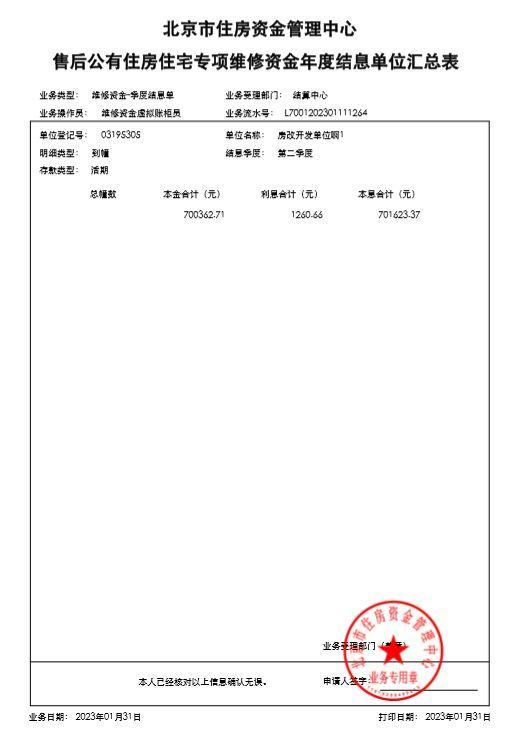 北京市住房资金管理中心
售后公有住房住宅专项维修资金年度结息单位汇总表
业务类型： 维修资金-季度结息单 业务受理部门： 结算中心
业务操作员： 维修资金虚拟账柜员 业务流水号： L7001202301111264
单位登记号： 03195305 单位名称： 房改开发单位啊1
明细类型： 到幢 结息季度： 第二季度
存款类型： 活期
总幢数 本金合计（元） 利息合计（元） 本息合计（元）
700362.71 1260.66 701623.37
北京市住房资金管理中心
业务受理部门
业务专用章
本人已经核对以上信息确认无误。 申请人签字：
业务日期： 2023年01月31日 打印日期： 2023年01月31日